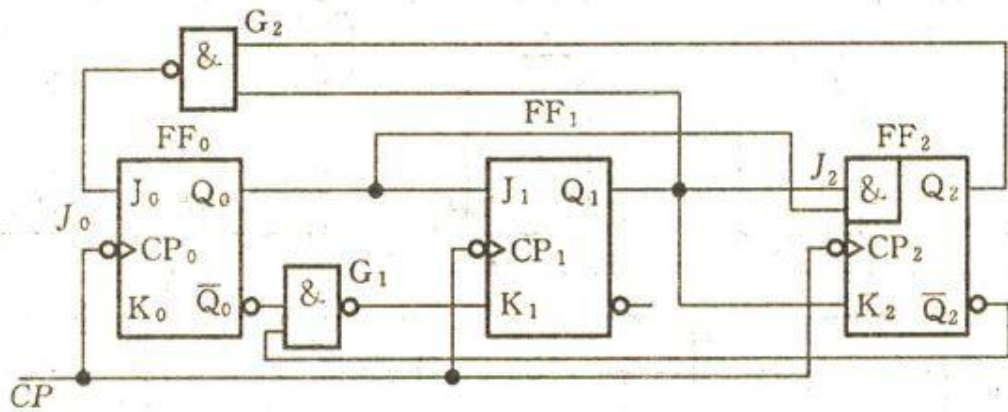 G₂
&
FF₀
FF₁
FF₂
J₀
J₀ Q₀
CP₀
K₀ Q̅₀
&
G₁
J₁ Q₁
CP₁
K₁
J₂
&
Q₂
CP₂
K₂ Q̅₂
CP